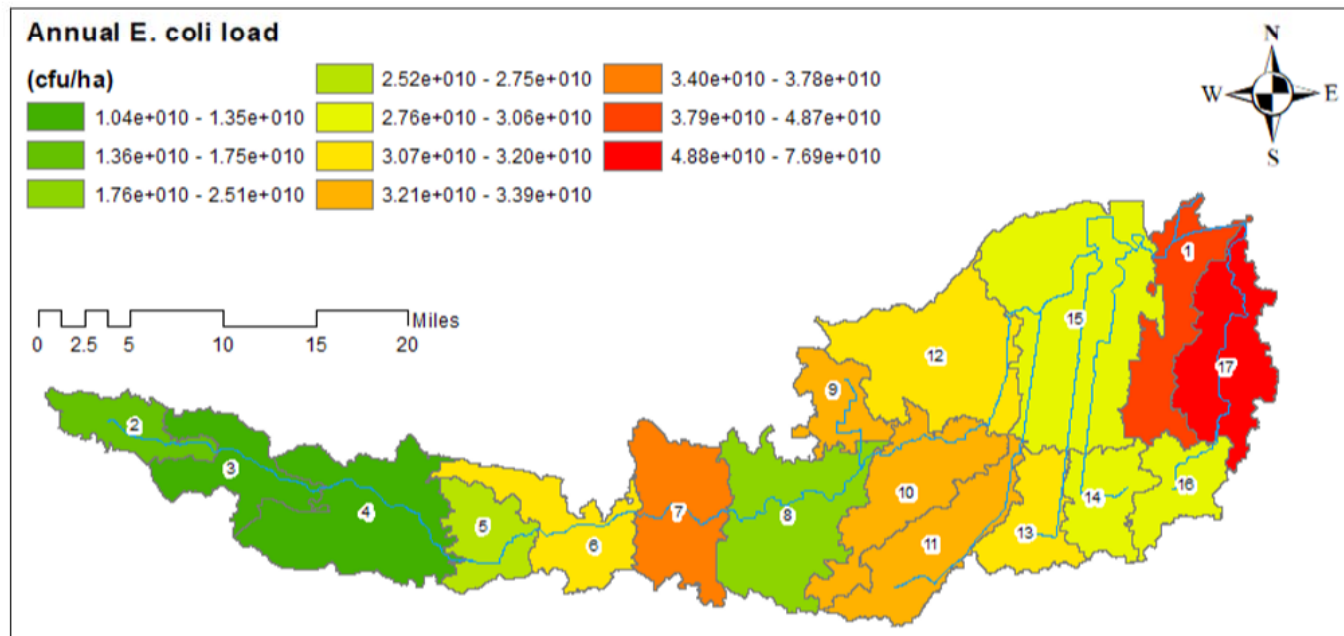 Annual E. coli load
(cfu/ha)
1.04e+010 - 1.35e+010
1.36e+010 - 1.75e+010
1.76e+010 - 2.51e+010
2.52e+010 - 2.75e+010
2.76e+010 - 3.06e+010
3.07e+010 - 3.20e+010
3.21e+010 - 3.39e+010
3.40e+010 - 3.78e+010
3.79e+010 - 4.87e+010
4.88e+010 - 7.69e+010
N
W E
S
Miles
0 2.5 5 10 15 20
1
2
3
4
5
6
7
8
9
10
11
12
13
14
15
16
17